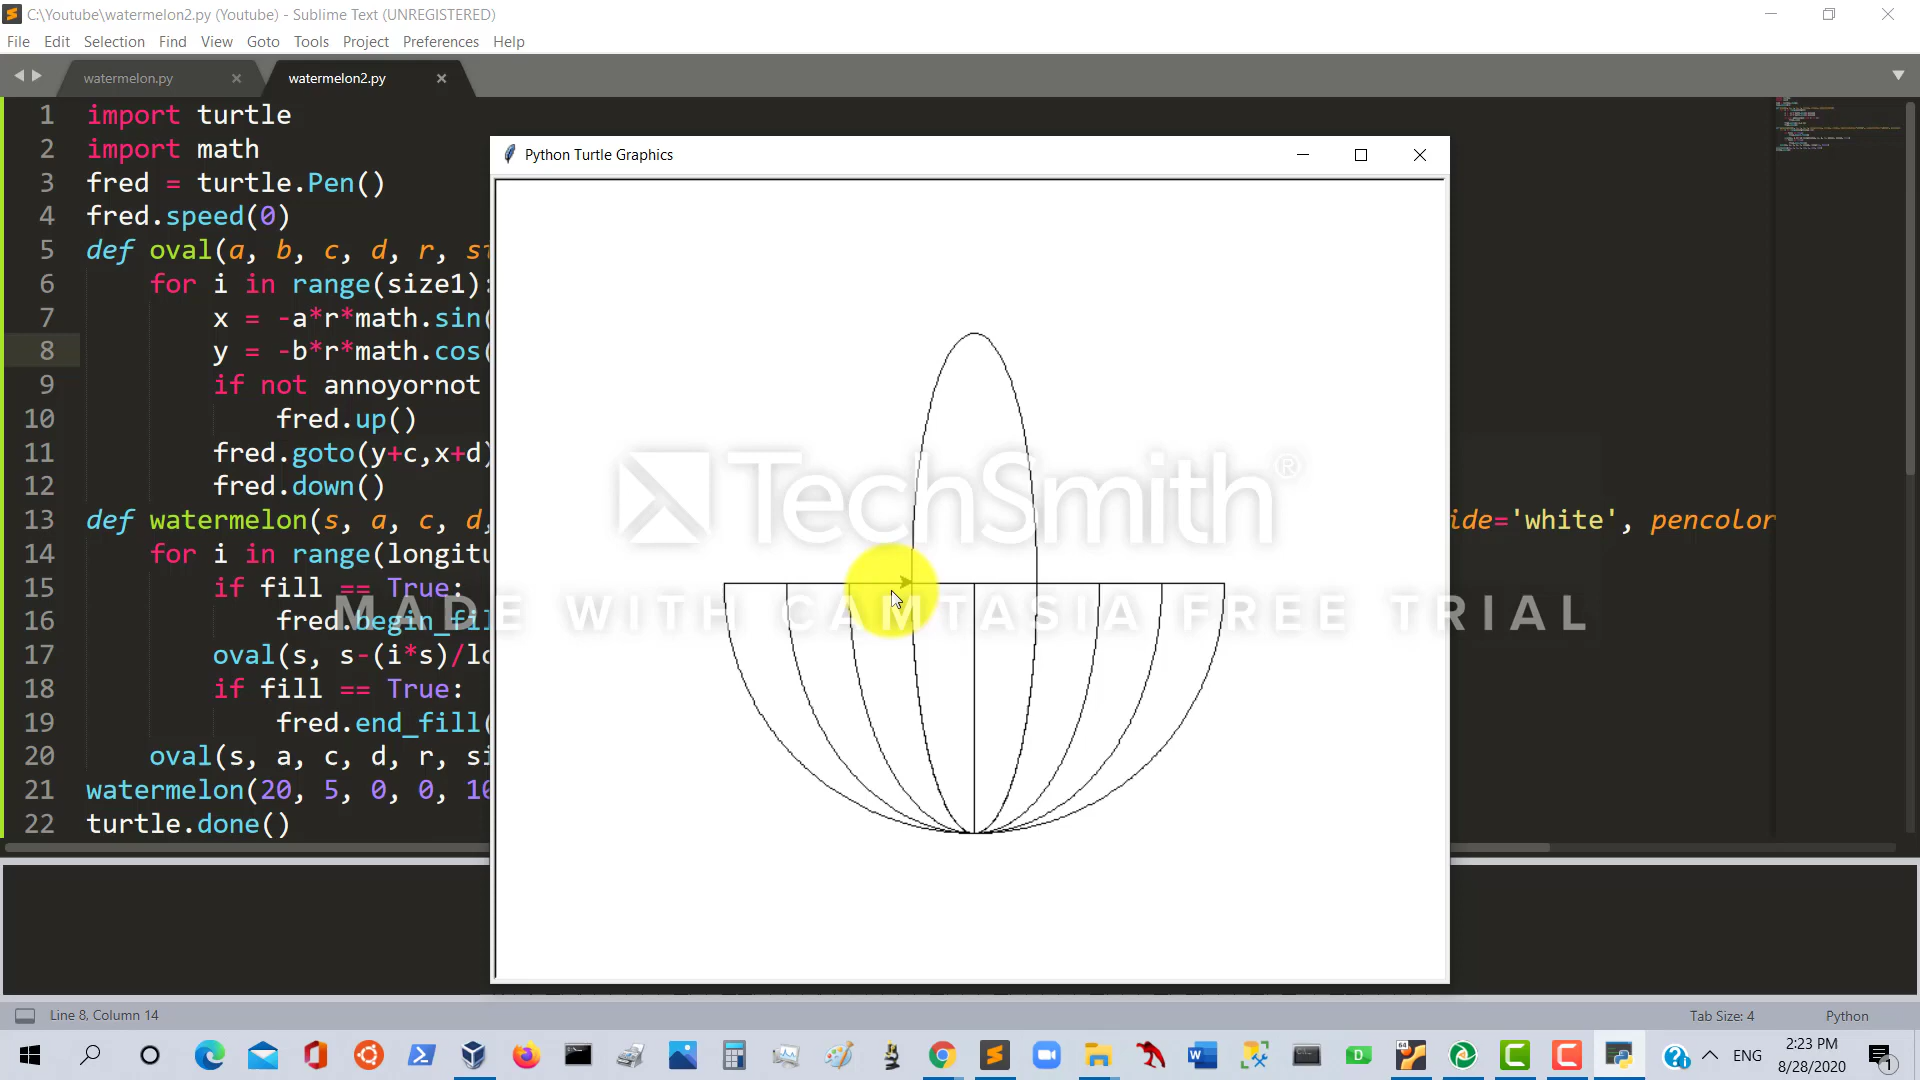 C:\Youtube\watermelon2.py (Youtube) - Sublime Text (UNREGISTERED)
File Edit Selection Find View Goto Tools Project Preferences Help
watermelon.py watermelon2.py
1 import turtle
2 import math
3 fred = turtle.Pen()
4 fred.speed(0)
5 def oval(a, b, c, d, r,
6 for i in range(size1):
7 x = -a*r*math.sin(
8 y = -b*r*math.cos(
9 if not annoyornot
10 fred.up()
11 fred.goto(y+c,x+d)
12 fred.down()
13 def watermelon(s, a, c, d, ide='white', pencolor
14 for i in range(longitu
15 if fill == True:
16 fred.begin_fil
17 oval(s, s-(i*s)/lo
18 if fill == True:
19 fred.end_fill(
20 oval(s, a, c, d, r, si
21 watermelon(20, 5, 0, 0, 10
22 turtle.done()
Python Turtle Graphics
TechSmith®
MADE WITH CAMTASIA FREE TRIAL
Line 8, Column 14 Tab Size: 4 Python
64 D ENG 2:23 PM
8/28/2020 1